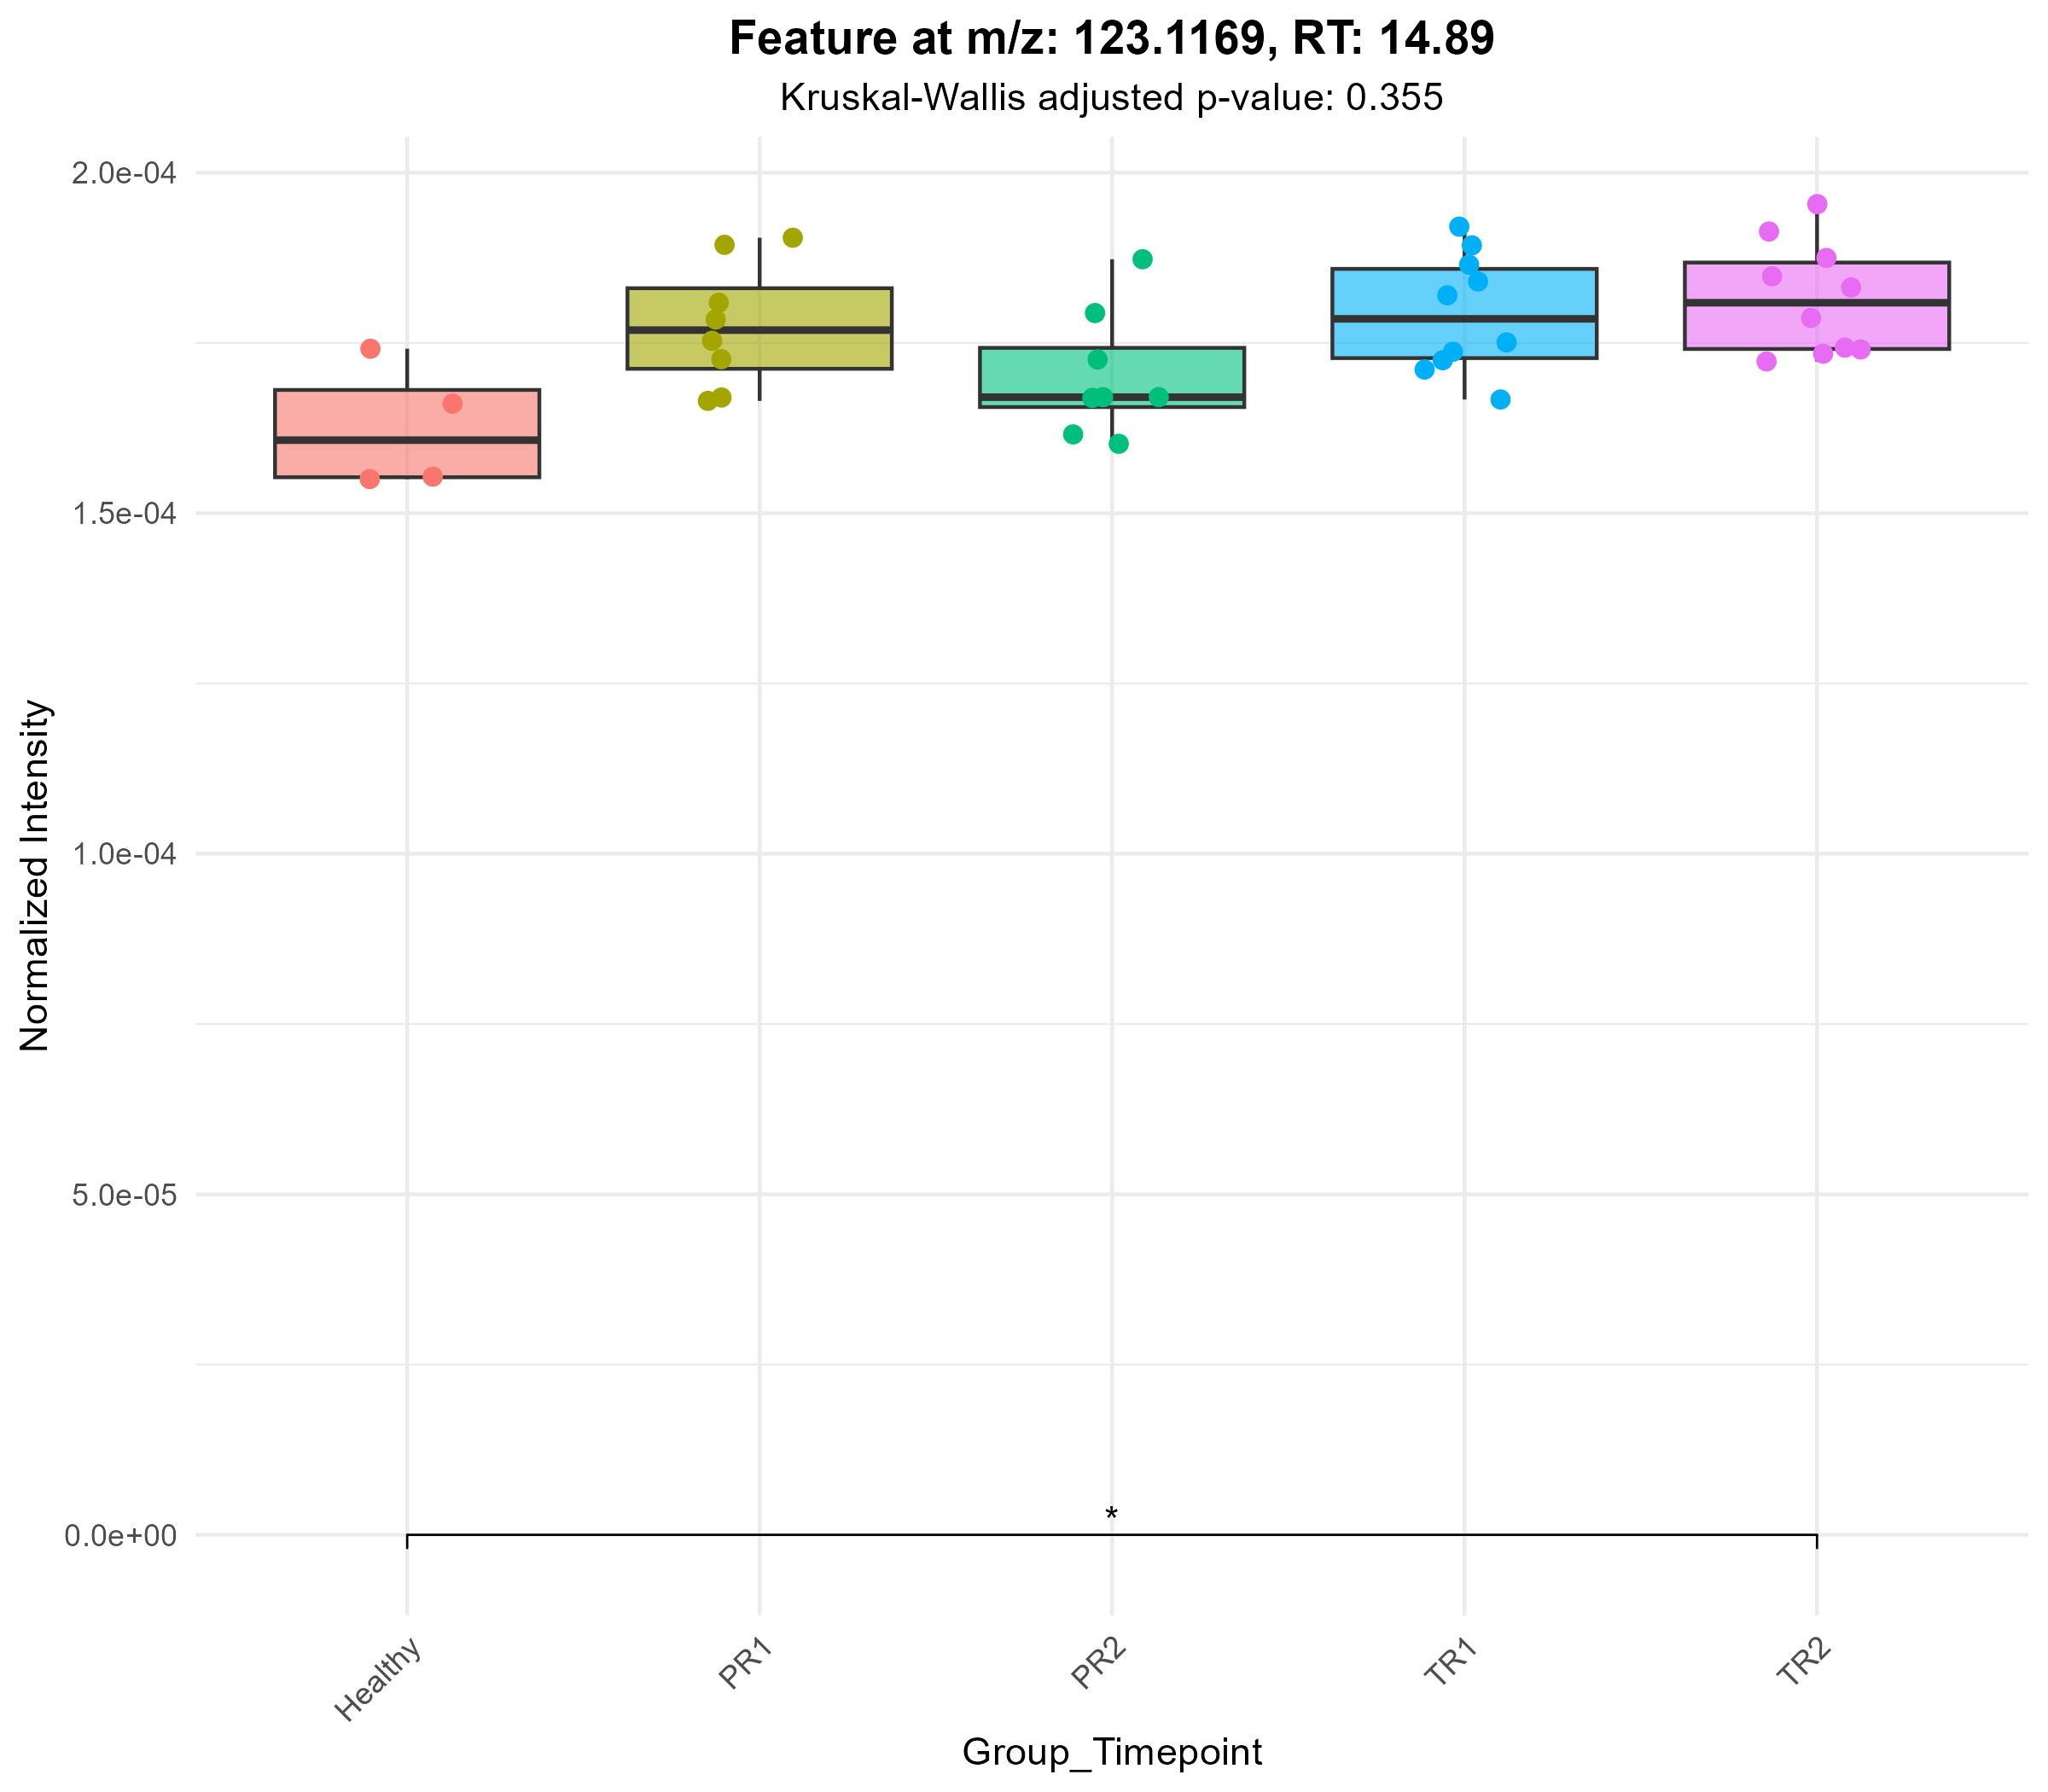 Feature at m/z: 123.1169, RT: 14.89
Kruskal-Wallis adjusted p-value: 0.355
Normalized Intensity
2.0e-04
1.5e-04
1.0e-04
5.0e-05
0.0e+00
*
Healthy
PR1
PR2
TR1
TR2
Group_Timepoint